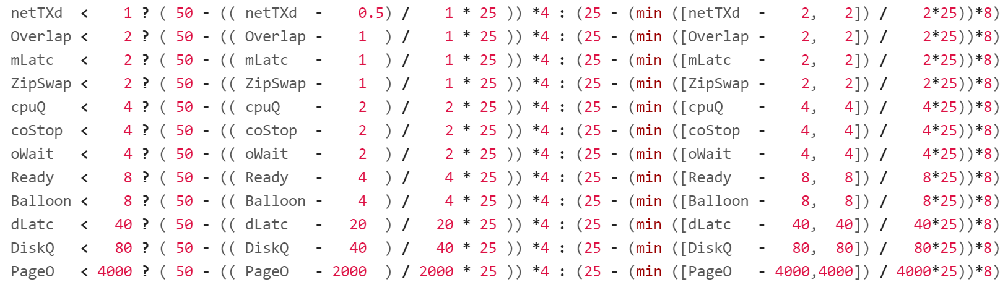 netTXd  <    1 ? ( 50 - (( netTXd  -    0.5) /    1 * 25 )) *4 : (25 - (min ([netTXd  -    2,   2]) /    2*25))*8)
Overlap <    2 ? ( 50 - (( Overlap -    1  ) /    1 * 25 )) *4 : (25 - (min ([Overlap -    2,   2]) /    2*25))*8)
mLatc   <    2 ? ( 50 - (( mLatc   -    1  ) /    1 * 25 )) *4 : (25 - (min ([mLatc   -    2,   2]) /    2*25))*8)
ZipSwap <    2 ? ( 50 - (( ZipSwap -    1  ) /    1 * 25 )) *4 : (25 - (min ([ZipSwap -    2,   2]) /    2*25))*8)
cpuQ    <    4 ? ( 50 - (( cpuQ    -    2  ) /    2 * 25 )) *4 : (25 - (min ([cpuQ    -    4,   4]) /    4*25))*8)
coStop  <    4 ? ( 50 - (( coStop  -    2  ) /    2 * 25 )) *4 : (25 - (min ([coStop  -    4,   4]) /    4*25))*8)
oWait   <    4 ? ( 50 - (( oWait   -    2  ) /    2 * 25 )) *4 : (25 - (min ([oWait   -    4,   4]) /    4*25))*8)
Ready   <    8 ? ( 50 - (( Ready   -    4  ) /    4 * 25 )) *4 : (25 - (min ([Ready   -    8,   8]) /    8*25))*8)
Balloon <    8 ? ( 50 - (( Balloon -    4  ) /    4 * 25 )) *4 : (25 - (min ([Balloon -    8,   8]) /    8*25))*8)
dLatc   <   40 ? ( 50 - (( dLatc   -   20  ) /   20 * 25 )) *4 : (25 - (min ([dLatc   -   40,  40]) /   40*25))*8)
DiskQ   <   80 ? ( 50 - (( DiskQ   -   40  ) /   40 * 25 )) *4 : (25 - (min ([DiskQ   -   80,  80]) /   80*25))*8)
PageO   < 4000 ? ( 50 - (( PageO   - 2000  ) / 2000 * 25 )) *4 : (25 - (min ([PageO   - 4000,4000]) / 4000*25))*8)